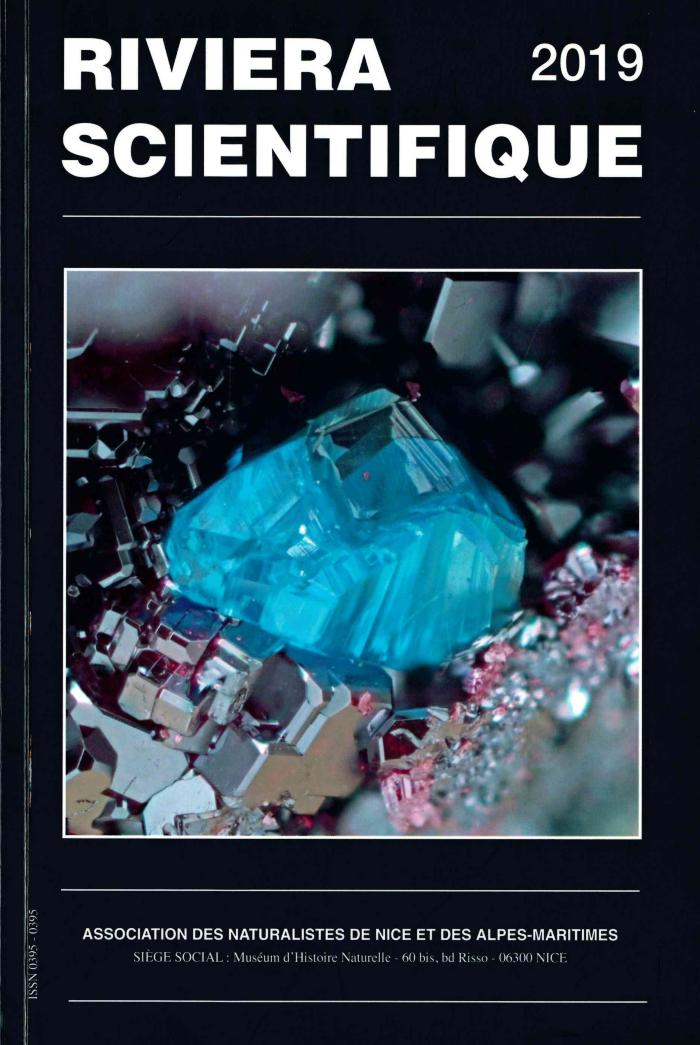 RIVIERA
2019
SCIENTIFIQUE
ASSOCIATION DES NATURALISTES DE NICE ET DES ALPES-MARITIMES
SIÈGE SOCIAL : Muséum d'Histoire Naturelle - 60 bis, bd Risso - 06300 NICE
ISSN 0395 - 0395